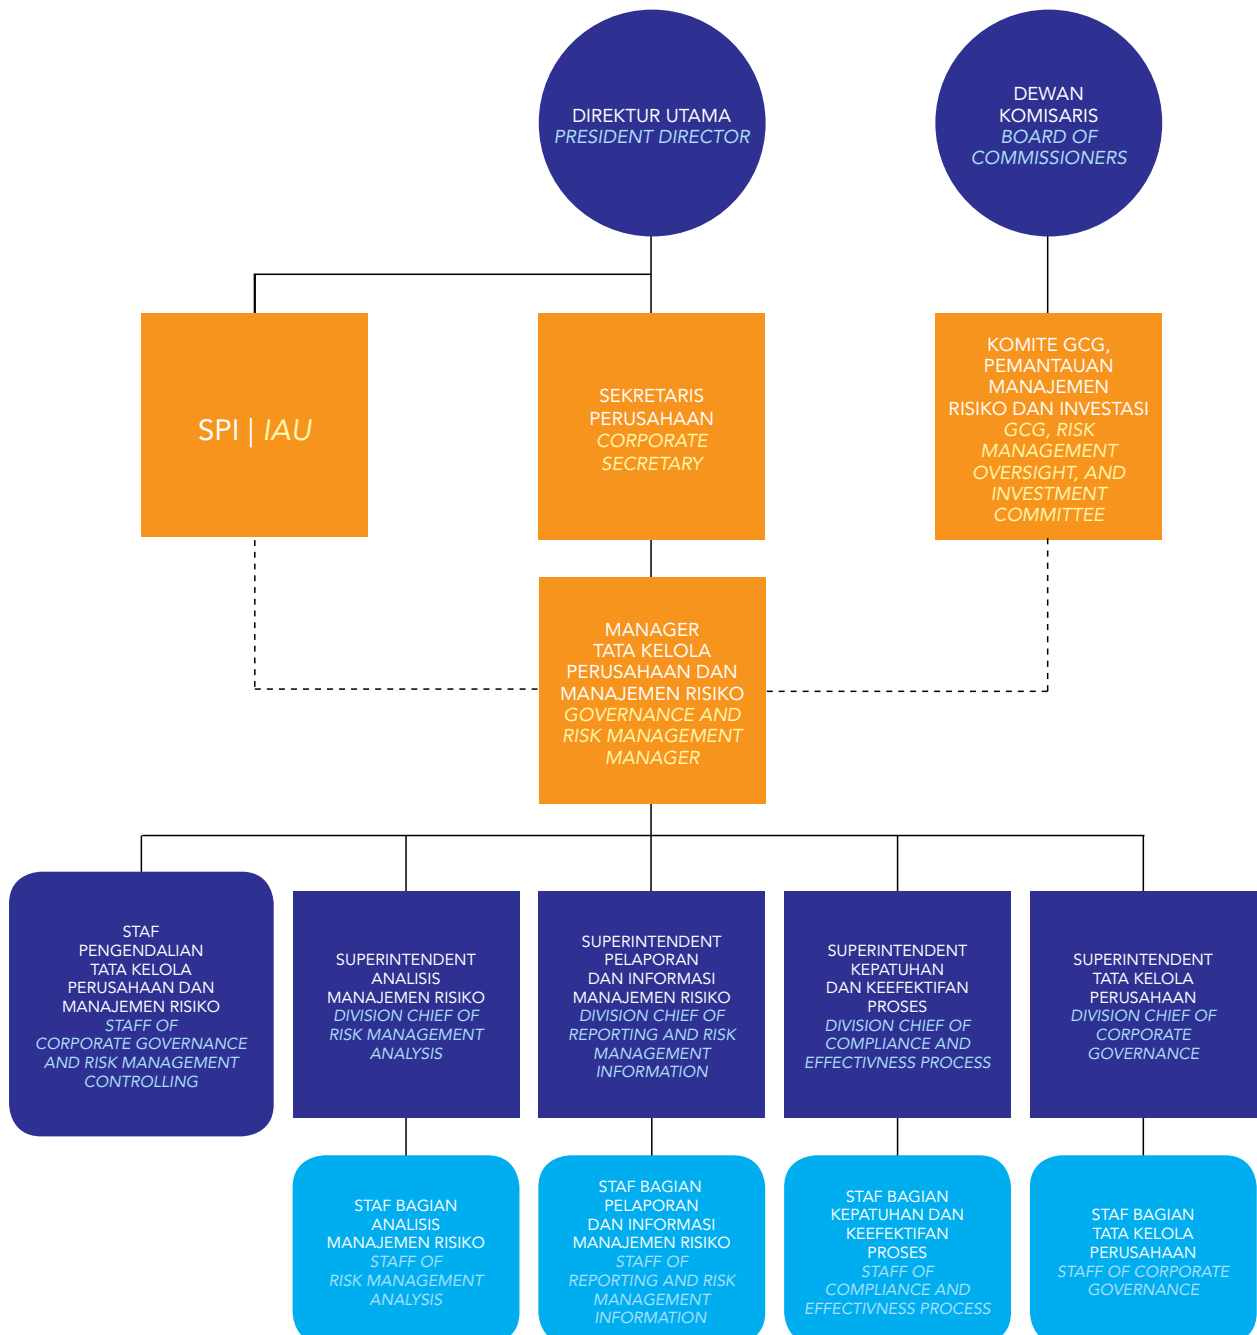 DIREKTUR UTAMA
PRESIDENT DIRECTOR
DEWAN
KOMISARIS
BOARD OF
COMMISSIONERS
SPI | IAU
SEKRETARIS
PERUSAHAAN
CORPORATE
SECRETARY
KOMITE GCG,
PEMANTAUAN
MANAJEMEN
RISIKO DAN INVESTASI
GCG, RISK
MANAGEMENT
OVERSIGHT, AND
INVESTMENT
COMMITTEE
MANAGER
TATA KELOLA
PERUSAHAAN DAN
MANAJEMEN RISIKO
GOVERNANCE AND
RISK MANAGEMENT
MANAGER
STAF
PENGENDALIAN
TATA KELOLA
PERUSAHAAN DAN
MANAJEMEN RISIKO
STAFF OF
CORPORATE GOVERNANCE
AND RISK MANAGEMENT
CONTROLLING
SUPERINTENDENT
ANALISIS
MANAJEMEN RISIKO
DIVISION CHIEF OF
RISK MANAGEMENT
ANALYSIS
SUPERINTENDENT
PELAPORAN
DAN INFORMASI
MANAJEMEN RISIKO
DIVISION CHIEF OF
REPORTING AND RISK
MANAGEMENT
INFORMATION
SUPERINTENDENT
KEPATUHAN
DAN KEEFEKTIFAN
PROSES
DIVISION CHIEF OF
COMPLIANCE AND
EFFECTIVNESS PROCESS
SUPERINTENDENT
TATA KELOLA
PERUSAHAAN
DIVISION CHIEF OF
CORPORATE
GOVERNANCE
STAF BAGIAN
ANALISIS
MANAJEMEN RISIKO
STAFF OF
RISK MANAGEMENT
ANALYSIS
STAF BAGIAN
PELAPORAN
DAN INFORMASI
MANAJEMEN RISIKO
STAFF OF
REPORTING AND RISK
MANAGEMENT
INFORMATION
STAF BAGIAN
KEPATUHAN DAN
KEEFEKTIFAN
PROSES
STAFF OF
COMPLIANCE AND
EFFECTIVNESS PROCESS
STAF BAGIAN
TATA KELOLA
PERUSAHAAN
STAFF OF CORPORATE
GOVERNANCE